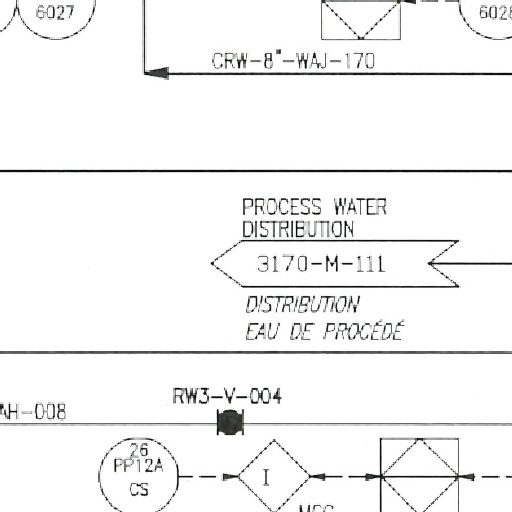 6027
6028
CRW-8"-WAJ-170
PROCESS WATER
DISTRIBUTION
3170-M-111
DISTRIBUTION
EAU DE PROCÉDÉ
RW3-V-004
AH-008
26
PP12A
CS
I